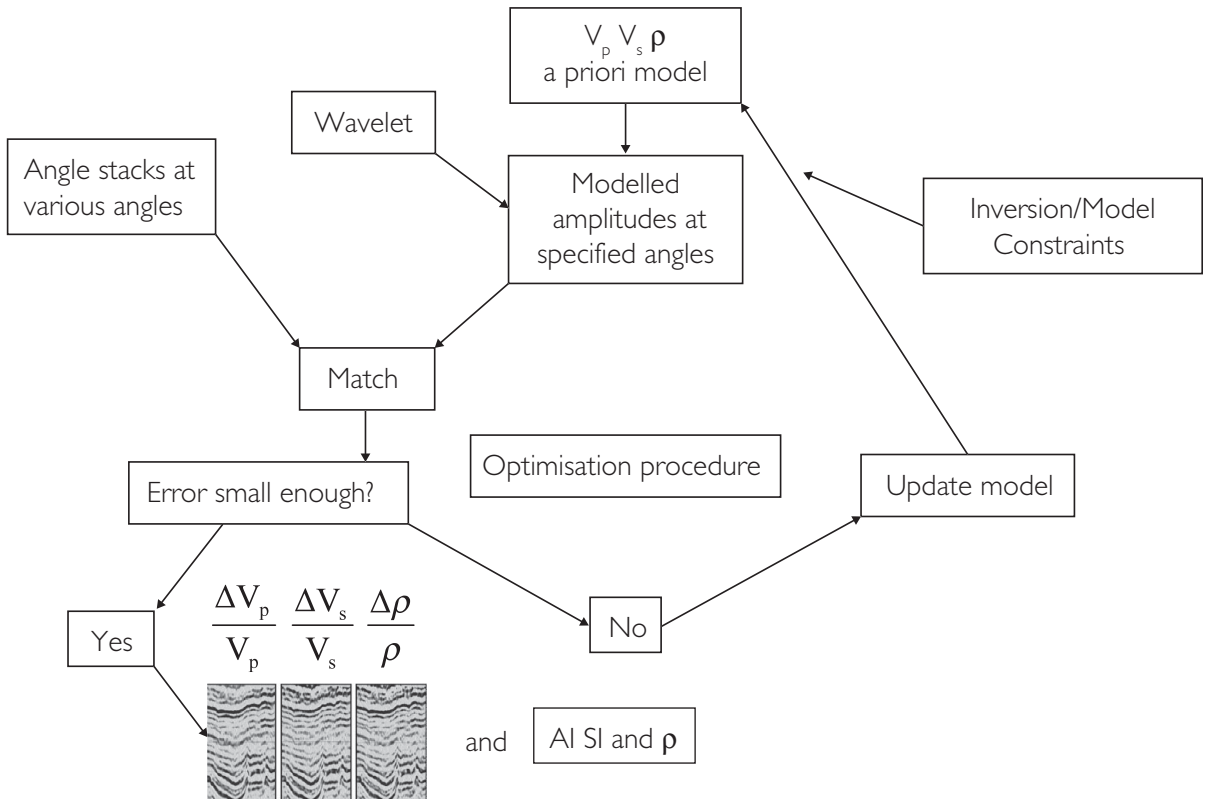 Vp Vs ρ
a priori model
Wavelet
Angle stacks at
various angles
Modelled
amplitudes at
specified angles
Inversion/Model
Constraints
Match
Optimisation procedure
Error small enough?
Update model
ΔVp ΔVs Δρ
Vp Vs ρ
Yes
No
and
AI SI and ρ